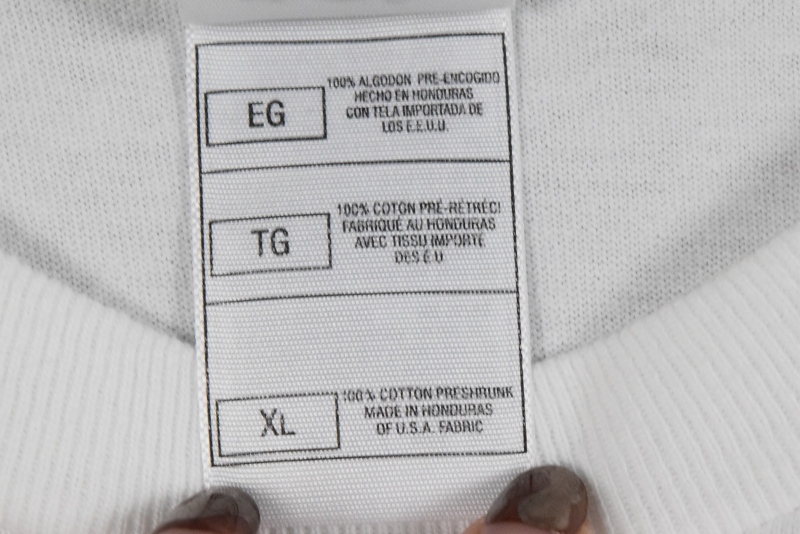 EG
100% ALGODON PRE-ENCOGIDO
HECHO EN HONDURAS
CON TELA IMPORTADA DE
LOS E.E.U.U.
TG
100% COTON PRÉ-RÉTRÉCI
FABRIQUÉ AU HONDURAS
AVEC TISSU IMPORTÉ
DES É U
XL
100% COTTON PRESHRUNK
MADE IN HONDURAS
OF U.S.A. FABRIC